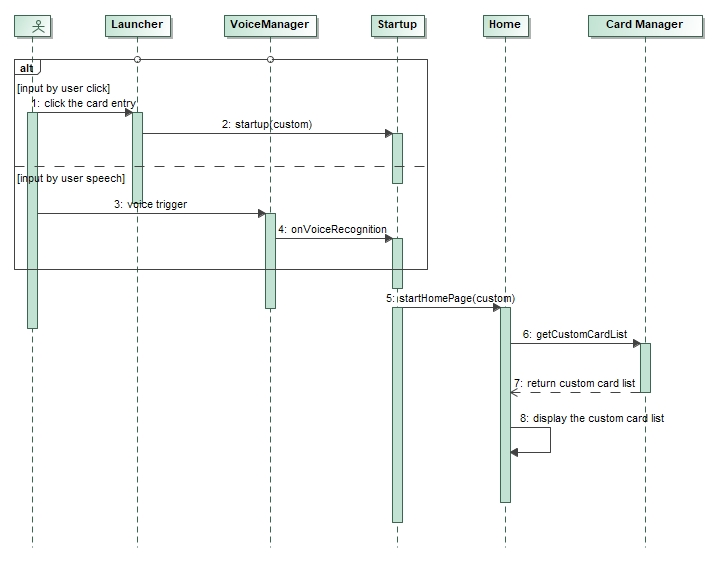 Launcher
VoiceManager
Startup
Home
Card Manager
alt
[input by user click]
1: click the card entry
2: startup(custom)
[input by user speech]
3: voice trigger
4: onVoiceRecognition
5: startHomePage(custom)
6: getCustomCardList
7: return custom card list
8: display the custom card list